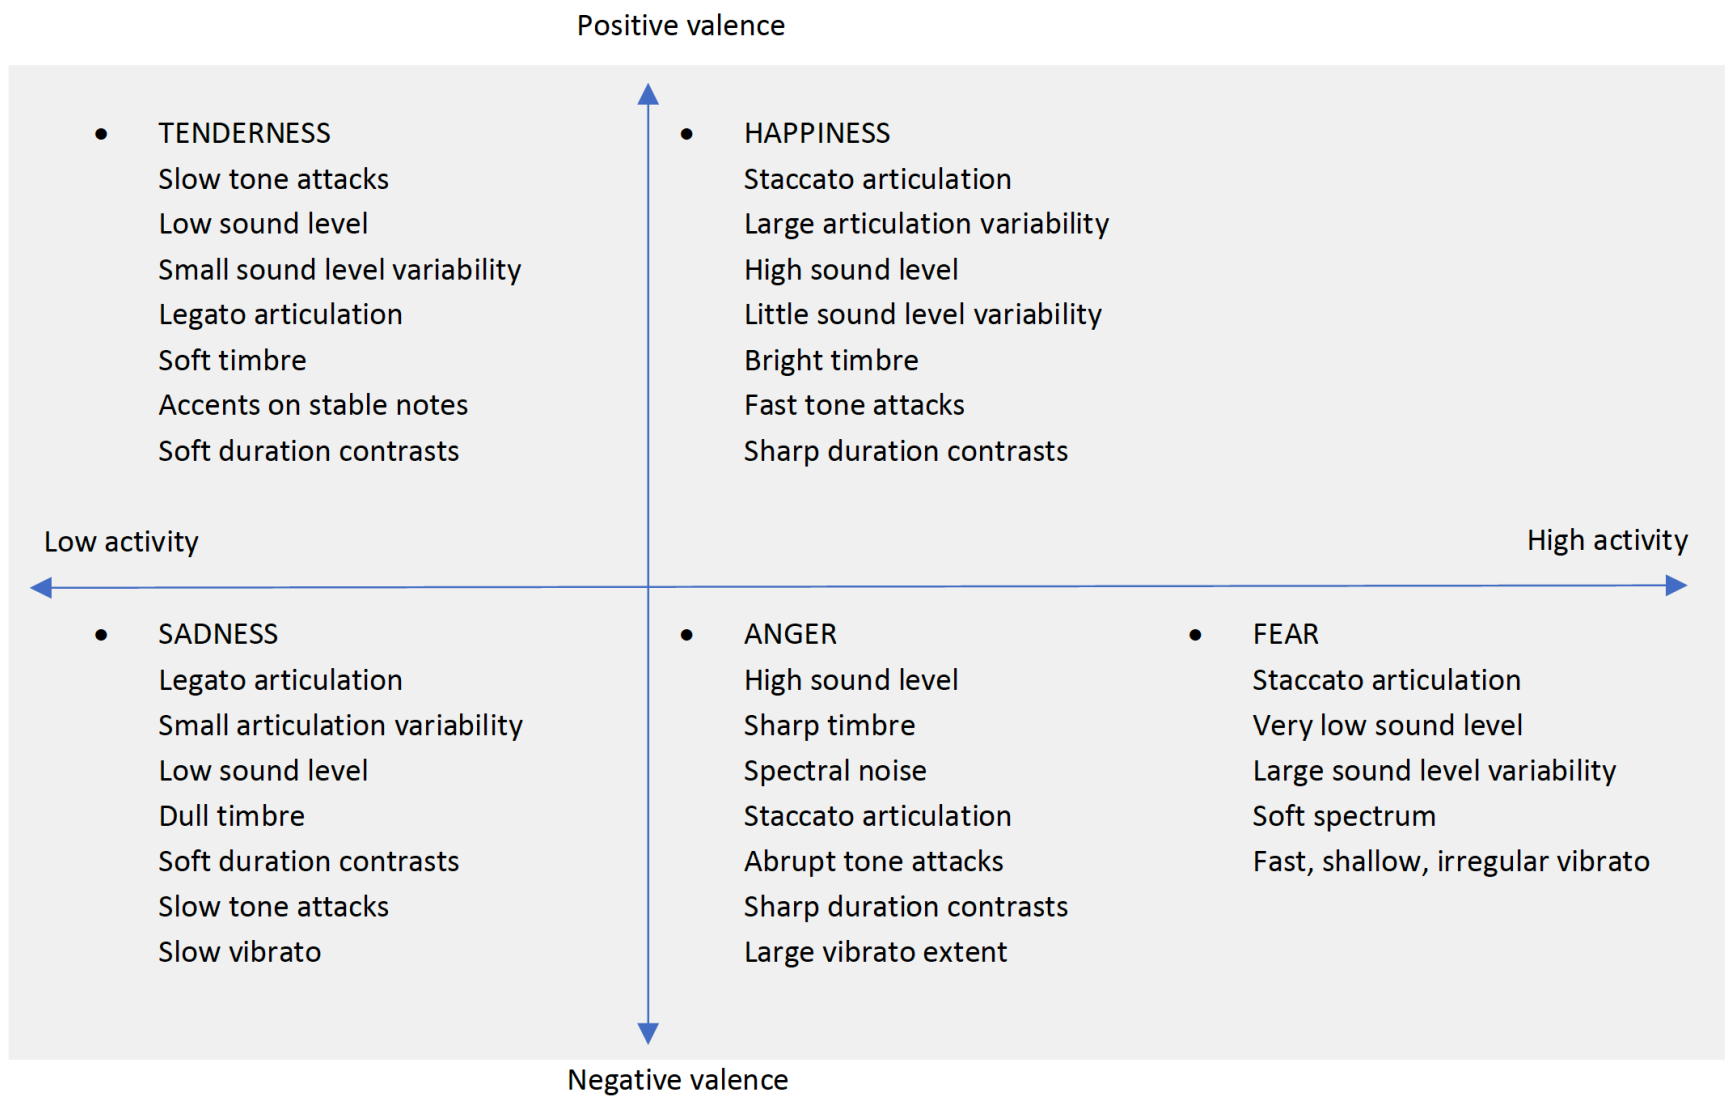 Positive valence
• TENDERNESS
Slow tone attacks
Low sound level
Small sound level variability
Legato articulation
Soft timbre
Accents on stable notes
Soft duration contrasts
• HAPPINESS
Staccato articulation
Large articulation variability
High sound level
Little sound level variability
Bright timbre
Fast tone attacks
Sharp duration contrasts
Low activity
High activity
• SADNESS
Legato articulation
Small articulation variability
Low sound level
Dull timbre
Soft duration contrasts
Slow tone attacks
Slow vibrato
• ANGER
High sound level
Sharp timbre
Spectral noise
Staccato articulation
Abrupt tone attacks
Sharp duration contrasts
Large vibrato extent
• FEAR
Staccato articulation
Very low sound level
Large sound level variability
Soft spectrum
Fast, shallow, irregular vibrato
Negative valence